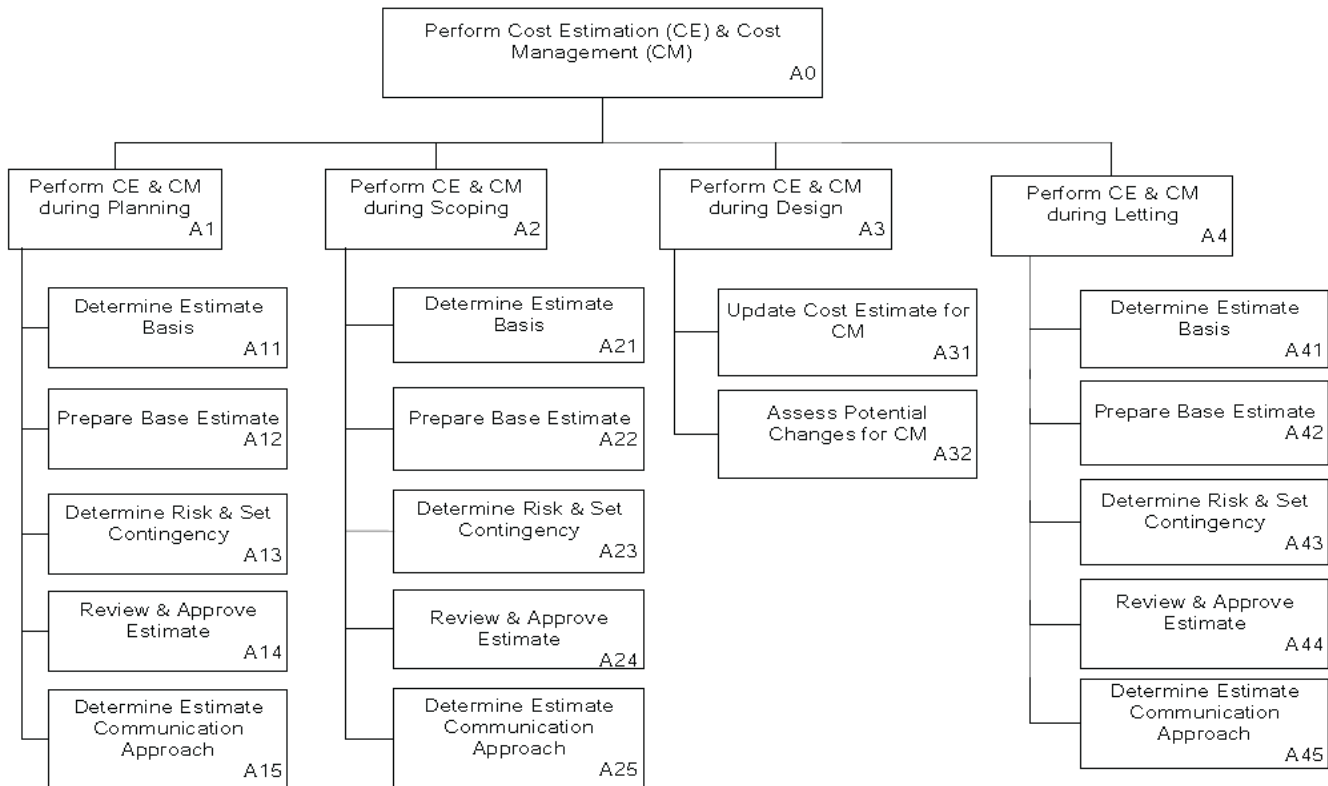 Perform Cost Estimation (CE) & Cost
Management (CM)
A0
Perform CE & CM
during Planning
A1
Determine Estimate
Basis
A11
Prepare Base Estimate
A12
Determine Risk & Set
Contingency
A13
Review & Approve
Estimate
A14
Determine Estimate
Communication
Approach
A15
Perform CE & CM
during Scoping
A2
Determine Estimate
Basis
A21
Prepare Base Estimate
A22
Determine Risk & Set
Contingency
A23
Review & Approve
Estimate
A24
Determine Estimate
Communication
Approach
A25
Perform CE & CM
during Design
A3
Update Cost Estimate for
CM
A31
Assess Potential
Changes for CM
A32
Perform CE & CM
during Letting
A4
Determine Estimate
Basis
A41
Prepare Base Estimate
A42
Determine Risk & Set
Contingency
A43
Review & Approve
Estimate
A44
Determine Estimate
Communication
Approach
A45